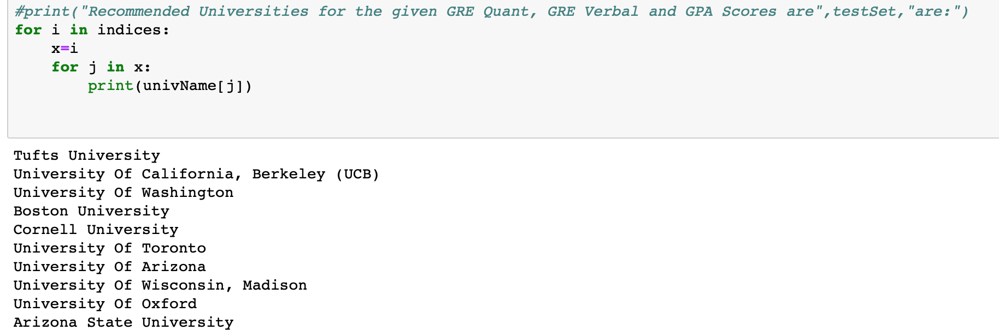 #print("Recommended Universities for the given GRE Quant, GRE Verbal and GPA Scores are",testSet,"are:")
for i in indices:
    x=i
    for j in x:
        print(univName[j])
Tufts University
University Of California, Berkeley (UCB)
University Of Washington
Boston University
Cornell University
University Of Toronto
University Of Arizona
University Of Wisconsin, Madison
University Of Oxford
Arizona State University